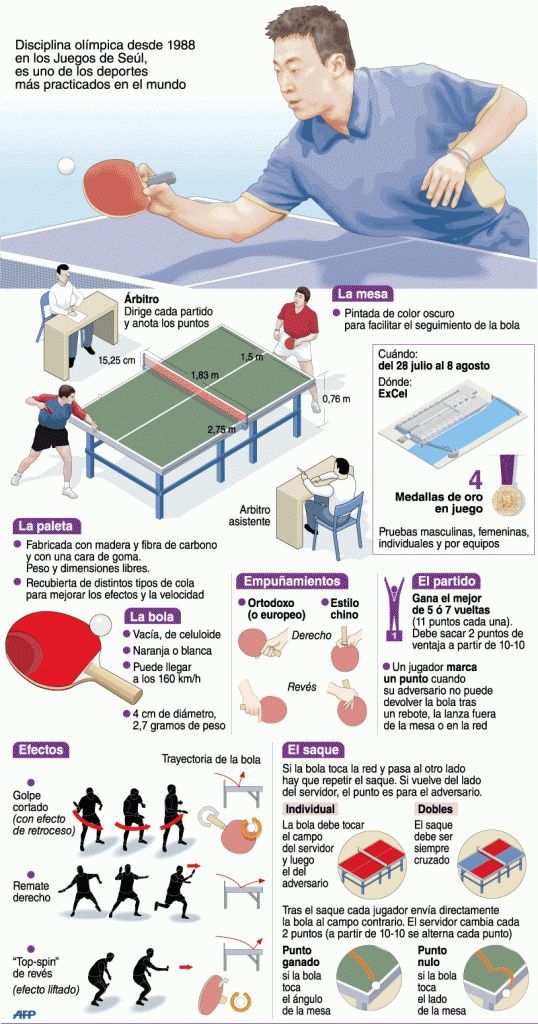 Disciplina olímpica desde 1988
en los Juegos de Seúl,
es uno de los deportes
más practicados en el mundo
Árbitro
Dirige cada partido
y anota los puntos
La mesa
Pintada de color oscuro
para facilitar el seguimiento de la bola
15,25 cm
1,83 m
1,5 m
0,76 m
2,75 m
Cuándo:
del 28 julio al 8 agosto
Dónde:
ExCel
4
Medallas de oro
en juego
Pruebas masculinas, femeninas,
individuales y por equipos
Arbitro
asistente
La paleta
Fabricada con madera y fibra de carbono
y con una cara de goma.
Peso y dimensiones libres.
Recubierta de distintos tipos de cola
para mejorar los efectos y la velocidad
La bola
Vacía, de celuloide
Naranja o blanca
Puede llegar
a los 160 km/h
4 cm de diámetro,
2,7 gramos de peso
Empuñamientos
Ortodoxo
(o europeo)
Estilo
chino
Derecho
Revés
El partido
1
Gana el mejor
de 5 ó 7 vueltas
(11 puntos cada una).
Debe sacar 2 puntos de
ventaja a partir de 10-10
Un jugador marca
un punto cuando
su adversario no puede
devolver la bola tras
un rebote, la lanza fuera
de la mesa o en la red
Efectos
Trayectoria de la bola
Golpe
cortado
(con efecto
de retroceso)
Remate
derecho
"Top-spin"
de revés
(efecto liftado)
El saque
Si la bola toca la red y pasa al otro lado
hay que repetir el saque. Si vuelve del lado
del servidor, el punto es para el adversario.
Individual
La bola debe tocar
el campo
del servidor
y luego
el del
adversario
Dobles
El saque
debe ser
siempre
cruzado
Tras el saque cada jugador envía directamente
la bola al campo contrario. El servidor cambia cada
2 puntos (a partir de 10-10 se alterna cada punto)
Punto
ganado
si la bola
toca
el ángulo
de la mesa
Punto
nulo
si la bola
toca
el lado
de la mesa
AFP